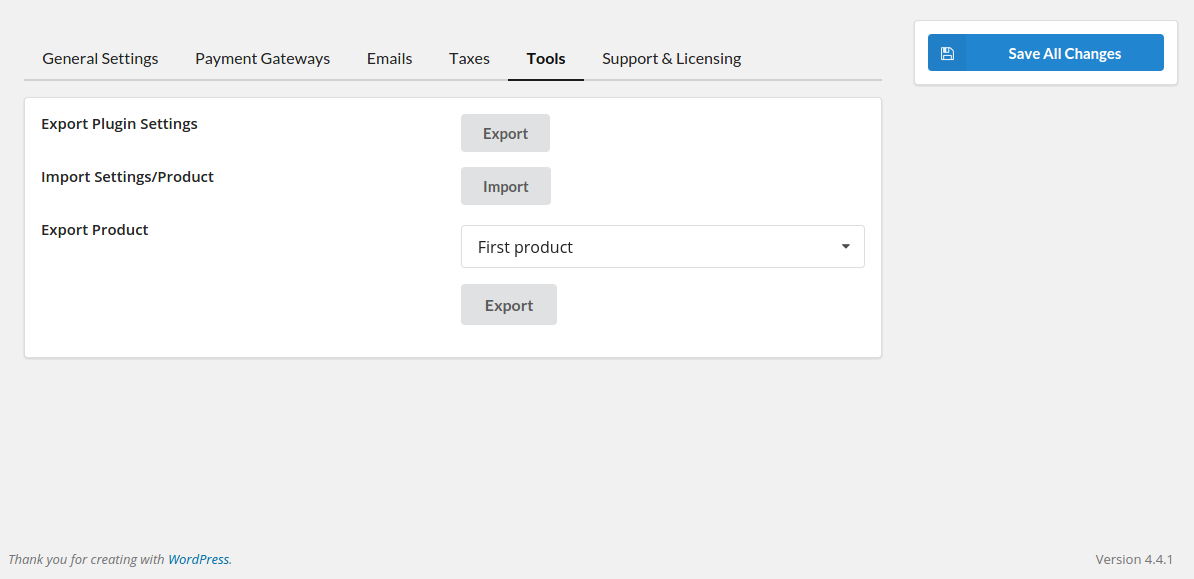 General Settings Payment Gateways Emails Taxes Tools Support & Licensing
Save All Changes
Export Plugin Settings
Export
Import Settings/Product
Import
Export Product
First product
Export
Thank you for creating with WordPress.
Version 4.4.1